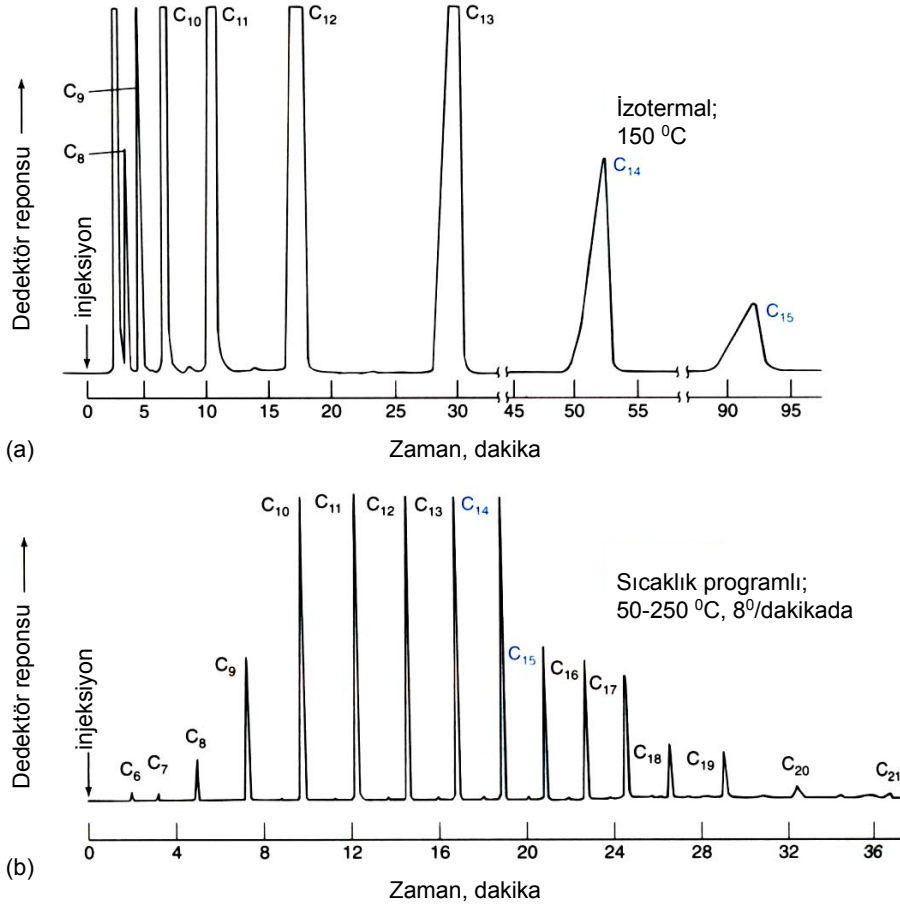 C₁₀ C₁₁ C₁₂ C₁₃
C₉
C₈
İzotermal;
150 ⁰C
C₁₄
C₁₅
Dedektör reponsu
injeksiyon
0 5 10 15 20 25 30 45 50 55 90 95
(a)
Zaman, dakika
C₁₀ C₁₁ C₁₂ C₁₃ C₁₄
Sıcaklık programlı;
50-250 ⁰C, 8⁰/dakikada
C₉ C₁₅ C₁₆ C₁₇
C₆ C₇ C₈ C₁₈ C₁₉ C₂₀ C₂₁
Dedektör reponsu
injeksiyon
0 4 8 12 16 20 24 28 32 36
(b)
Zaman, dakika